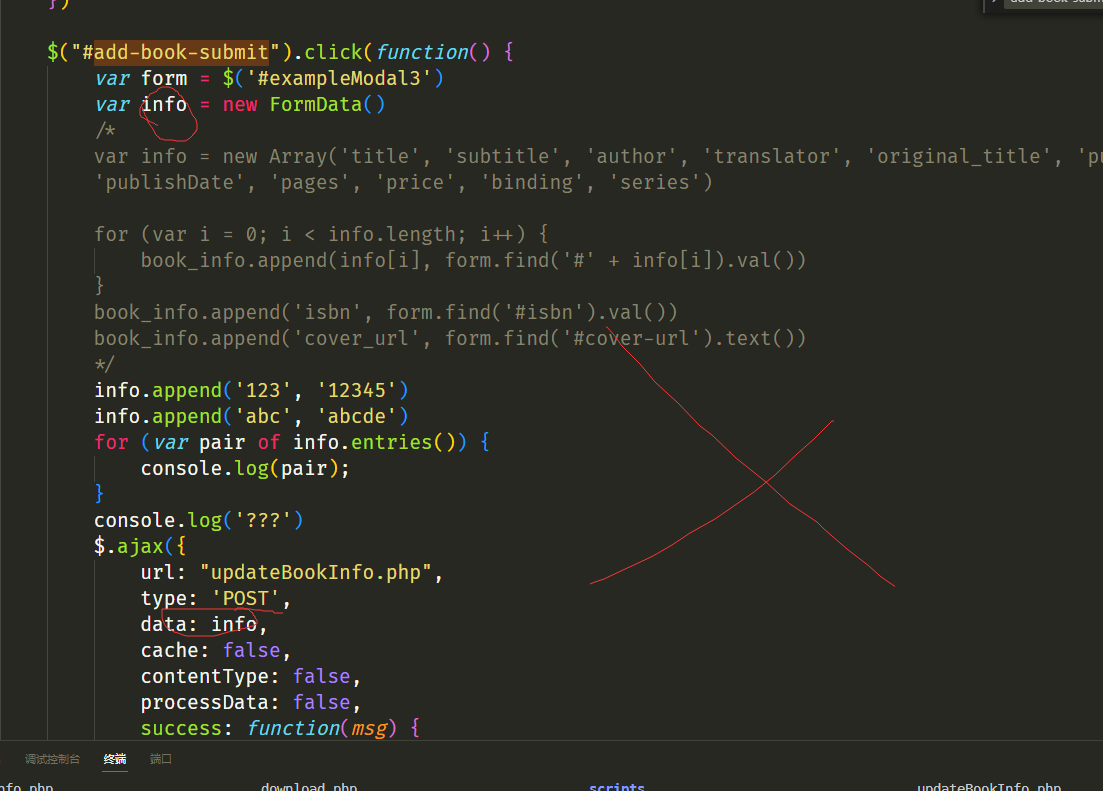 })
$("#add-book-submit").click(function() {
var form = $('#exampleModal3')
var info = new FormData()
/*
var info = new Array('title', 'subtitle', 'author', 'translator', 'original_title',
'publishDate', 'pages', 'price', 'binding', 'series')
for (var i = 0; i < info.length; i++) {
book_info.append(info[i], form.find('#' + info[i]).val())
}
book_info.append('isbn', form.find('#isbn').val())
book_info.append('cover_url', form.find('#cover-url').text())
*/
info.append('123', '12345')
info.append('abc', 'abcde')
for (var pair of info.entries()) {
console.log(pair);
}
console.log('???')
$.ajax({
url: "updateBookInfo.php",
type: 'POST',
data: info,
cache: false,
contentType: false,
processData: false,
success: function(msg) {
调试控制台 终端 端口
nfo.php download.php scripts updateBookInfo.php